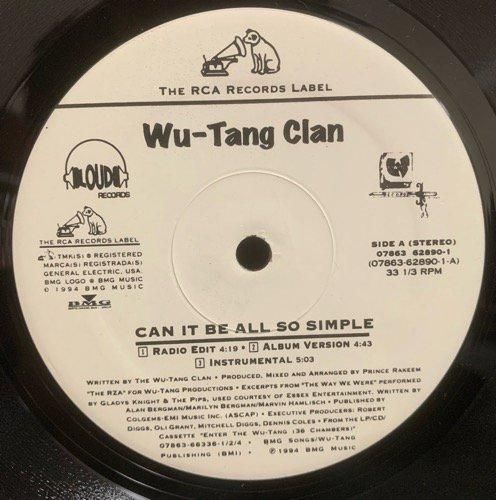 THE RCA RECORDS LABEL
Wu-Tang Clan
LOUD
RECORDS
THE RCA RECORDS LABEL
TMK(S) ® REGISTERED
MARCA(S) REGISTRADA(S)
GENERAL ELECTRIC, USA.
BMG LOGO ® BMG MUSIC
© 1994 BMG MUSIC
BMG
SIDE A (STEREO)
07863 62890-1
(07863-62890-1-A)
33 1/3 RPM
CAN IT BE ALL SO SIMPLE
1 RADIO EDIT 4:19 • 2 ALBUM VERSION 4:43
3 INSTRUMENTAL 5:03
WRITTEN BY THE WU-TANG CLAN • PRODUCED, MIXED AND ARRANGED BY PRINCE RAKEEM
"THE RZA" FOR WU-TANG PRODUCTIONS • EXCERPTS FROM "THE WAY WE WERE" PERFORMED
BY GLADYS KNIGHT & THE PIPS, USED COURTESY OF ESSEX ENTERTAINMENT. WRITTEN BY
ALAN BERGMAN/MARILYN BERGMAN/MARVIN HAMLISCH • PUBLISHED BY
COLGEMS-EMI MUSIC INC. (ASCAP) • EXECUTIVE PRODUCERS: ROBERT
DIGGS, OLI GRANT, MITCHELL DIGGS, DENNIS COLES • FROM THE LP/CD/
CASSETTE "ENTER THE WU-TANG (36 CHAMBERS)"
07863-66336-1/2/4 • BMG SONGS/WU-TANG
PUBLISHING (BMI) • ℗ 1994 BMG MUSIC